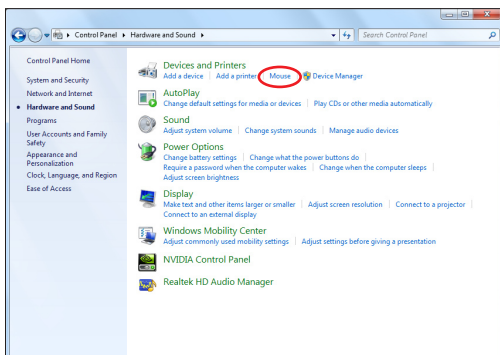 Control Panel ▸ Hardware and Sound ▸
Search Control Panel
Control Panel Home
System and Security
Network and Internet
Hardware and Sound
Programs
User Accounts and Family
Safety
Appearance and
Personalization
Clock, Language, and Region
Ease of Access
Devices and Printers
Add a device | Add a printer | Mouse | Device Manager
AutoPlay
Change default settings for media or devices | Play CDs or other media automatically
Sound
Adjust system volume | Change system sounds | Manage audio devices
Power Options
Change battery settings | Change what the power buttons do |
Require a password when the computer wakes | Change when the computer sleeps |
Adjust screen brightness
Display
Make text and other items larger or smaller | Adjust screen resolution | Connect to a projector |
Connect to an external display
Windows Mobility Center
Adjust commonly used mobility settings | Adjust settings before giving a presentation
NVIDIA Control Panel
Realtek HD Audio Manager